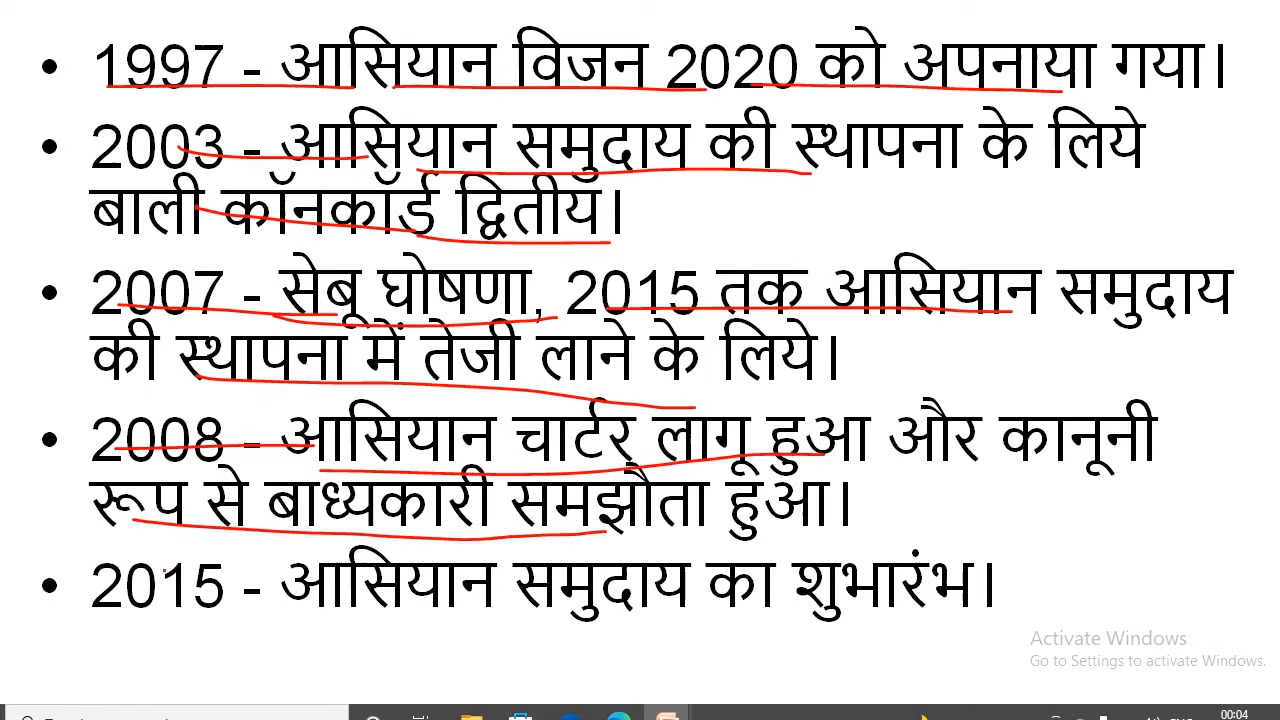 • 1997 - आसियान विजन 2020 को अपनाया गया।
• 2003 - आसियान समुदाय की स्थापना के लिये
बाली कॉनकॉर्ड द्वितीय।
• 2007 - सेबू घोषणा, 2015 तक आसियान समुदाय
की स्थापना में तेजी लाने के लिये।
• 2008 - आसियान चार्टर लागू हुआ और कानूनी
रूप से बाध्यकारी समझौता हुआ।
• 2015 - आसियान समुदाय का शुभारंभ।
Activate Windows
Go to Settings to activate Windows.
00:04